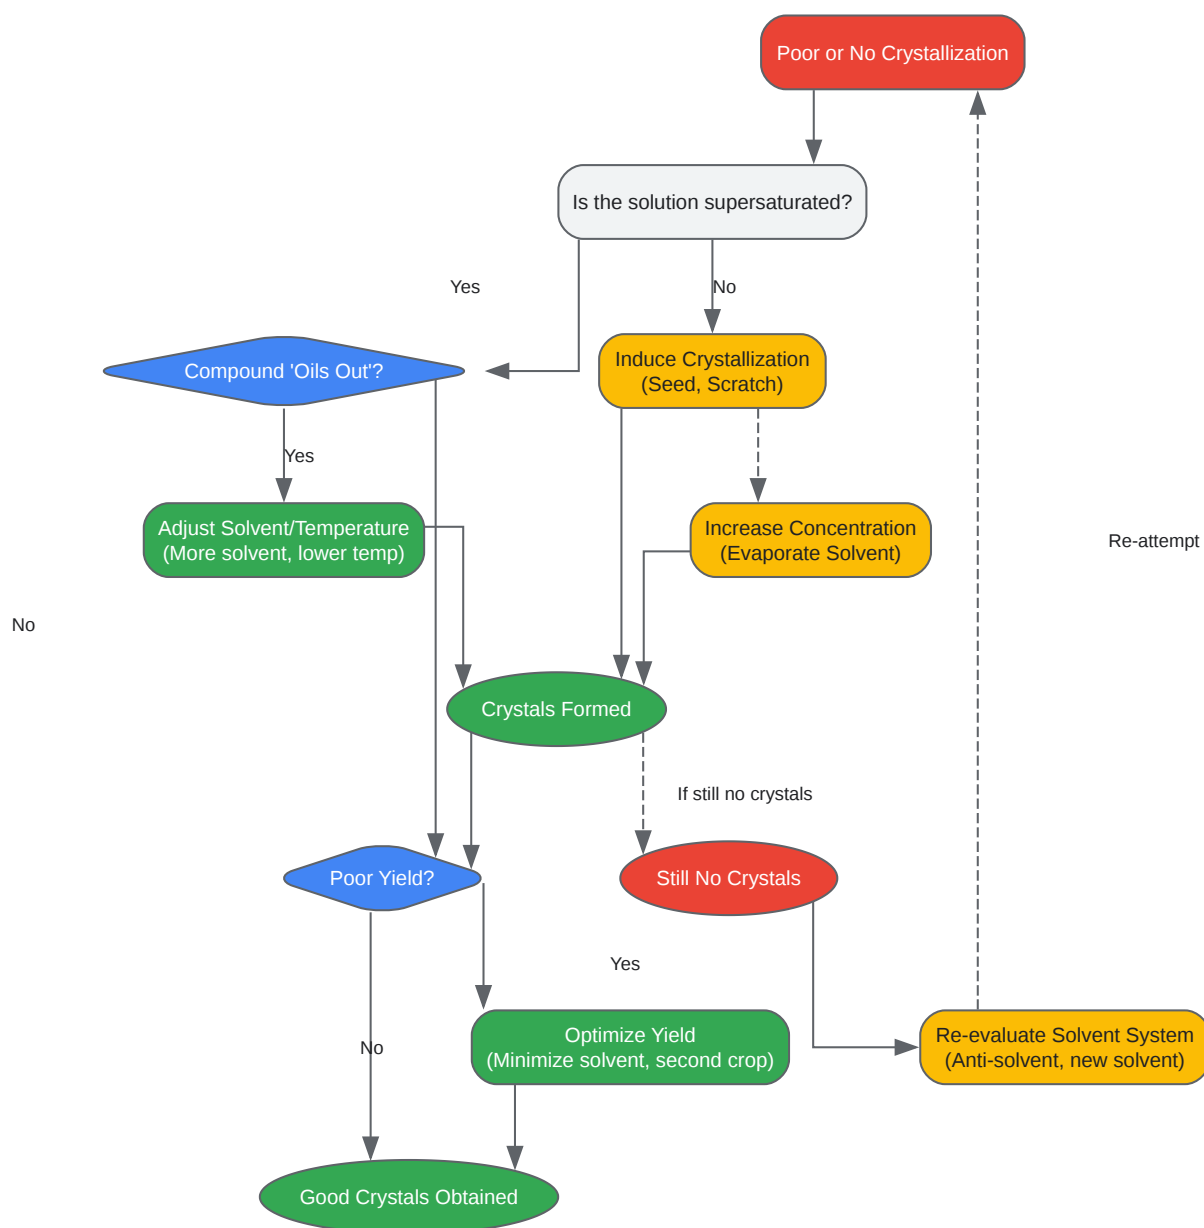 Poor or No Crystallization
Is the solution supersaturated?
Yes
No
Compound 'Oils Out'?
Induce Crystallization
(Seed, Scratch)
Yes
Adjust Solvent/Temperature
(More solvent, lower temp)
Increase Concentration
(Evaporate Solvent)
Re-attempt
No
Crystals Formed
If still no crystals
Poor Yield?
Still No Crystals
Yes
No
Optimize Yield
(Minimize solvent, second crop)
Re-evaluate Solvent System
(Anti-solvent, new solvent)
Good Crystals Obtained